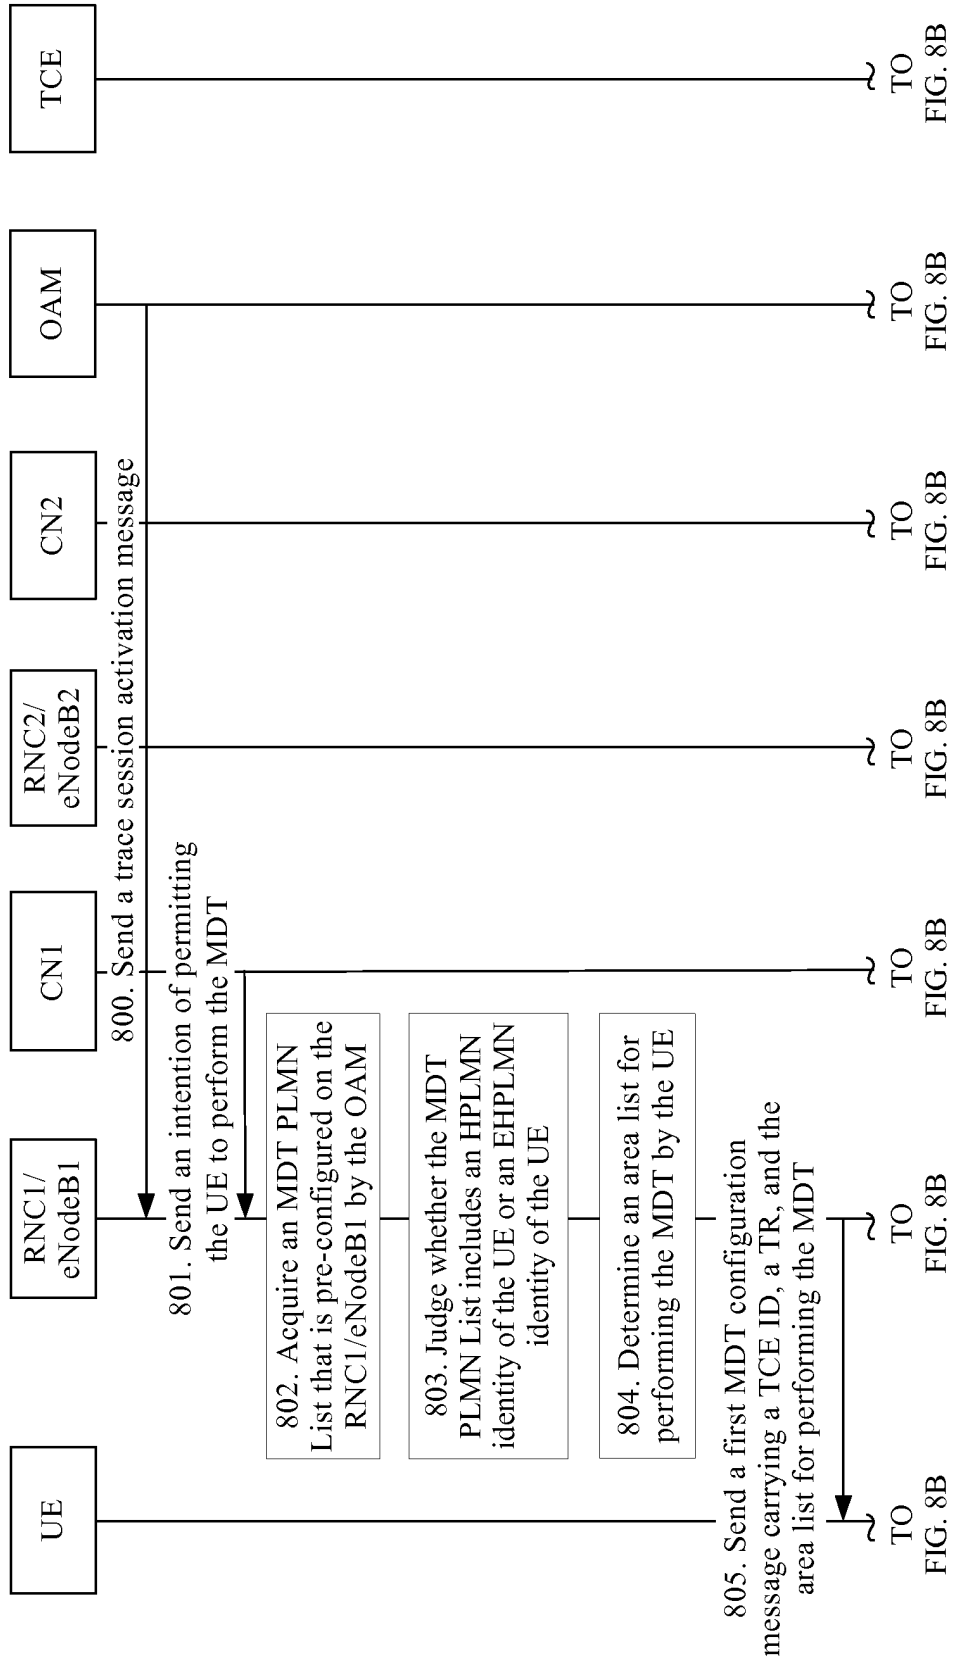 UE
RNC1/
eNodeB1
CN1
RNC2/
eNodeB2
CN2
OAM
TCE
800. Send a trace session activation message
801. Send an intention of permitting
the UE to perform the MDT
802. Acquire an MDT PLMN
List that is pre-configured on the
RNC1/eNodeB1 by the OAM
803. Judge whether the MDT
PLMN List includes an HPLMN
identity of the UE or an EHPLMN
identity of the UE
804. Determine an area list for
performing the MDT by the UE
805. Send a first MDT configuration
message carrying a TCE ID, a TR, and the
area list for performing the MDT
TO
FIG. 8B
TO
FIG. 8B
TO
FIG. 8B
TO
FIG. 8B
TO
FIG. 8B
TO
FIG. 8B
TO
FIG. 8B